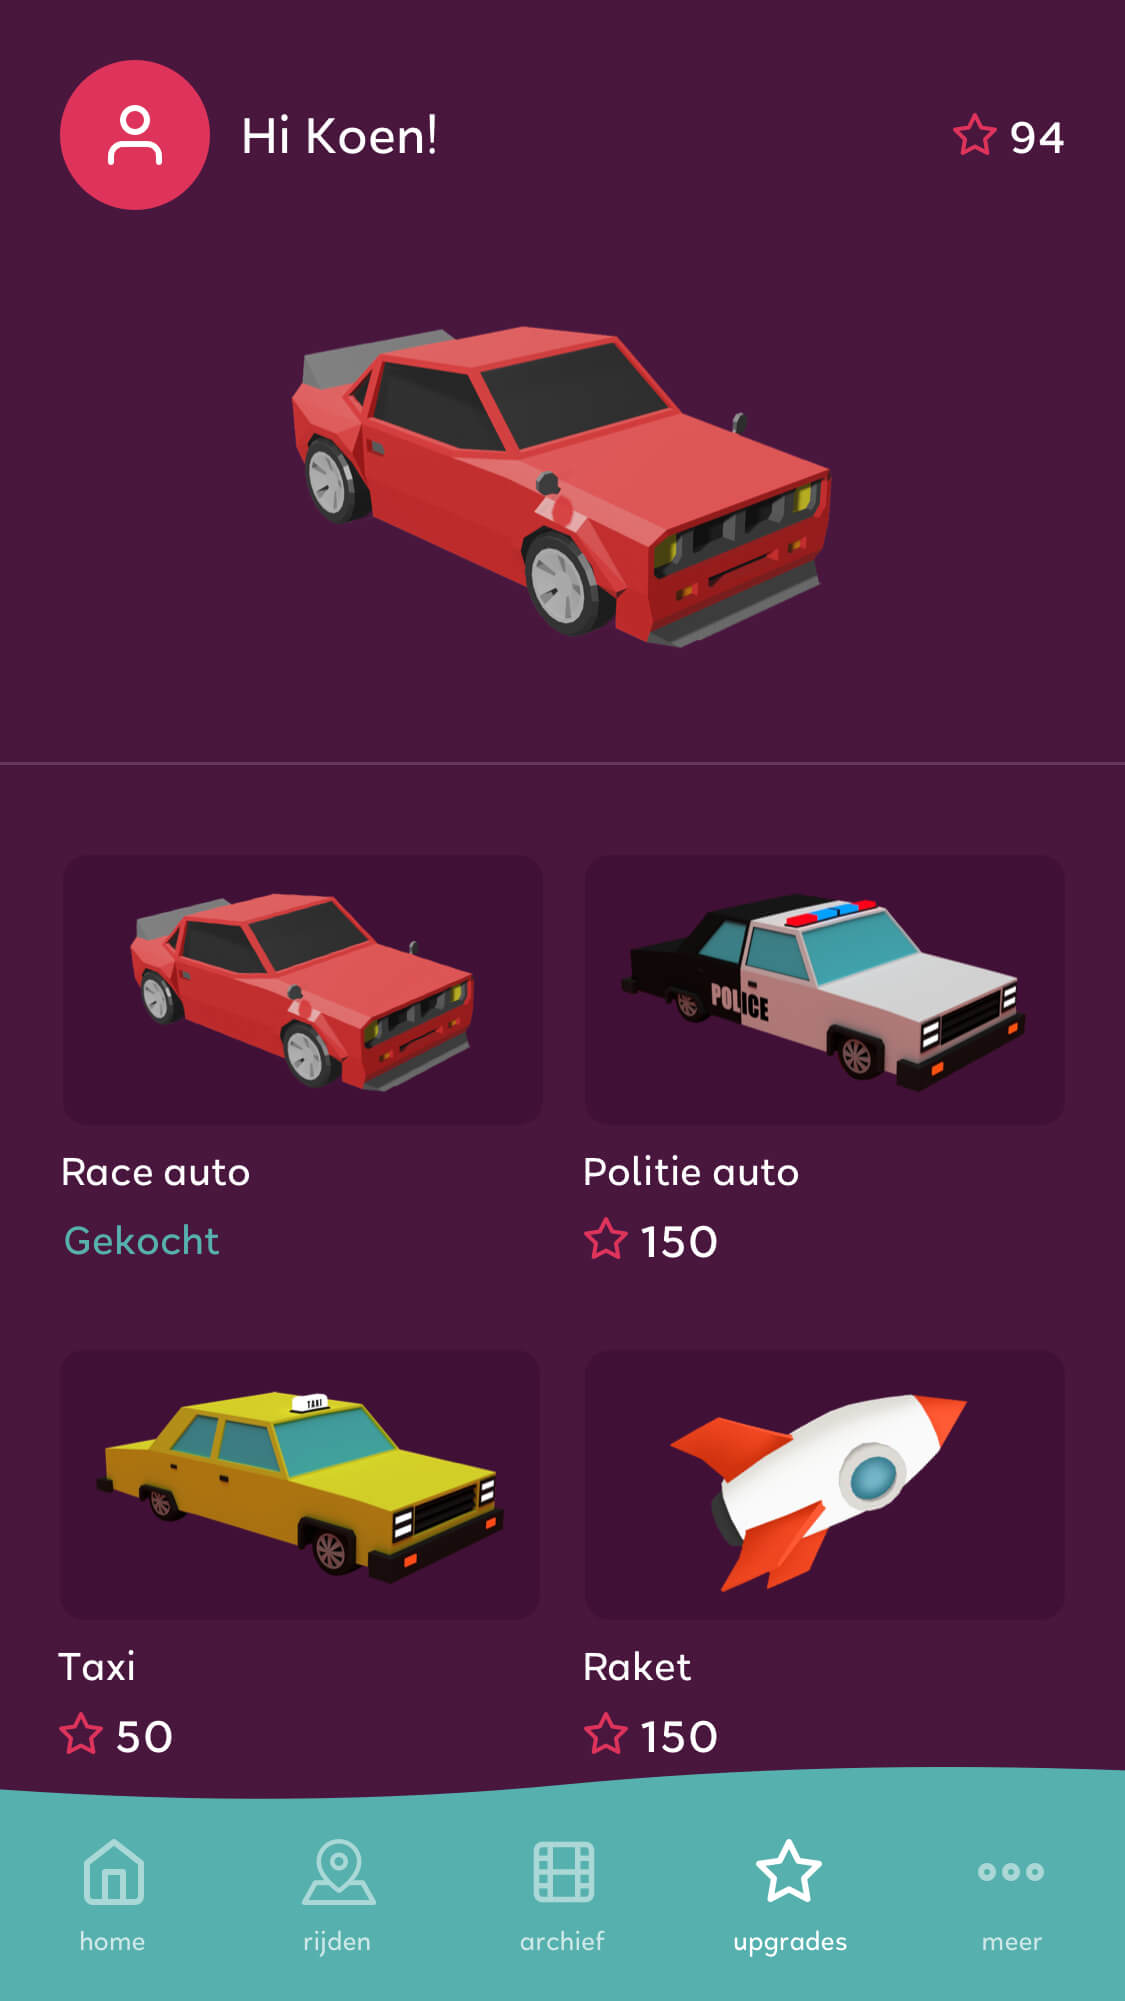 Hi Koen!
94
POLICE
Race auto
Politie auto
Gekocht
150
TAXI
Taxi
Raket
50
150
home
rijden
archief
upgrades
meer